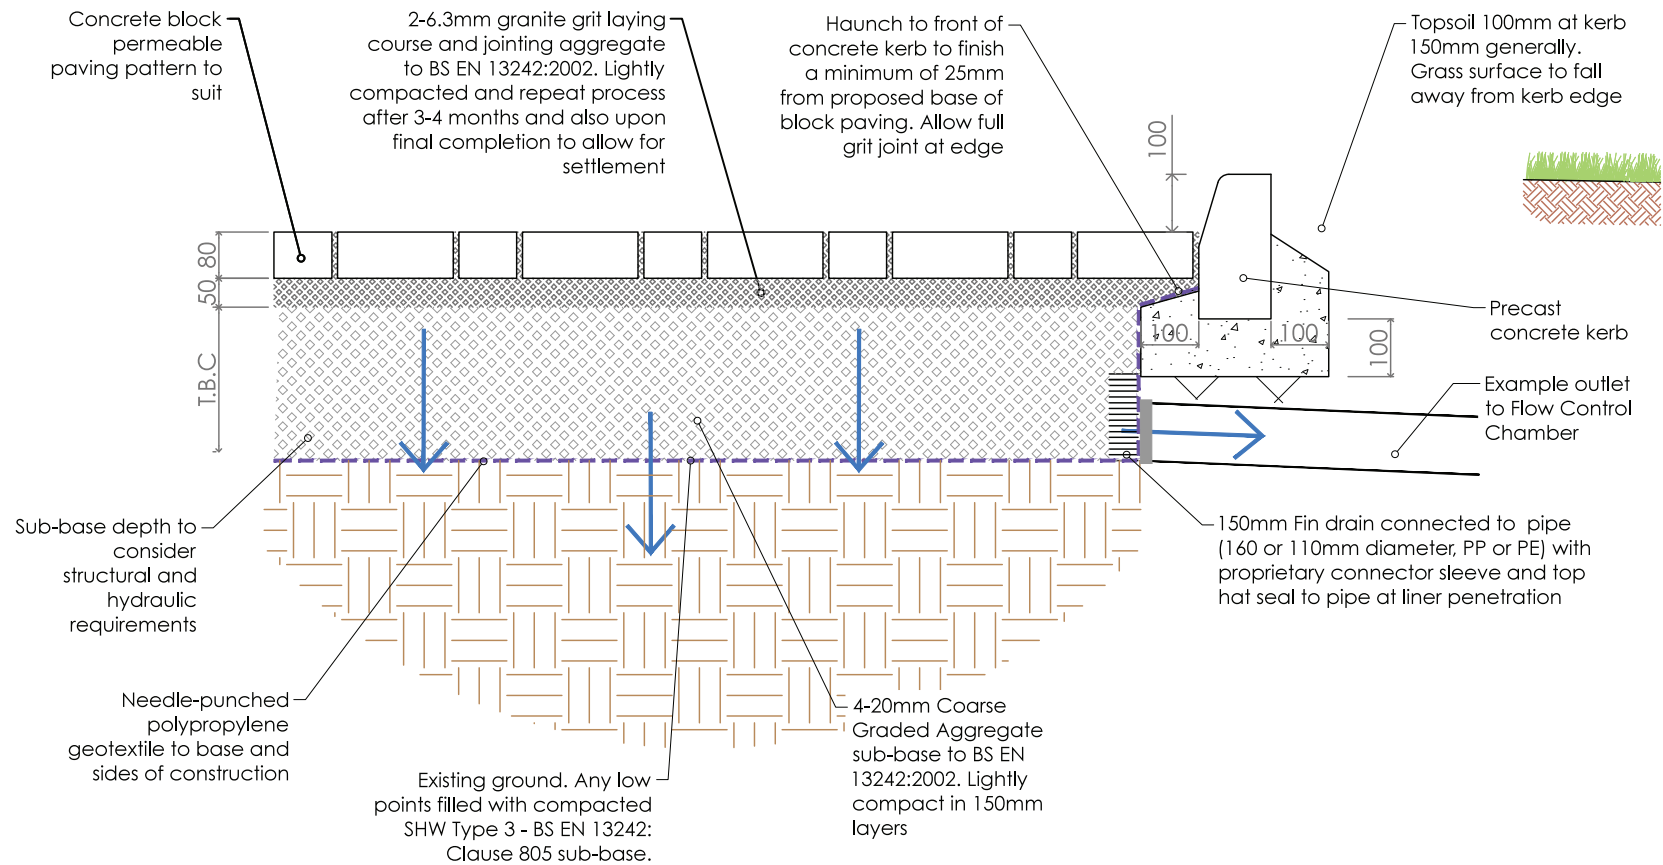 Concrete block
permeable
paving pattern to
suit
2-6.3mm granite grit laying
course and jointing aggregate
to BS EN 13242:2002. Lightly
compacted and repeat process
after 3-4 months and also upon
final completion to allow for
settlement
Haunch to front of
concrete kerb to finish
a minimum of 25mm
from proposed base of
block paving. Allow full
grit joint at edge
Topsoil 100mm at kerb
150mm generally.
Grass surface to fall
away from kerb edge
100
80
50
T.B.C
100
100
100
Precast
concrete kerb
Example outlet
to Flow Control
Chamber
Sub-base depth to
consider
structural and
hydraulic
requirements
150mm Fin drain connected to pipe
(160 or 110mm diameter, PP or PE) with
proprietary connector sleeve and top
hat seal to pipe at liner penetration
Needle-punched
polypropylene
geotextile to base and
sides of construction
Existing ground. Any low
points filled with compacted
SHW Type 3 - BS EN 13242:
Clause 805 sub-base.
4-20mm Coarse
Graded Aggregate
sub-base to BS EN
13242:2002. Lightly
compact in 150mm
layers